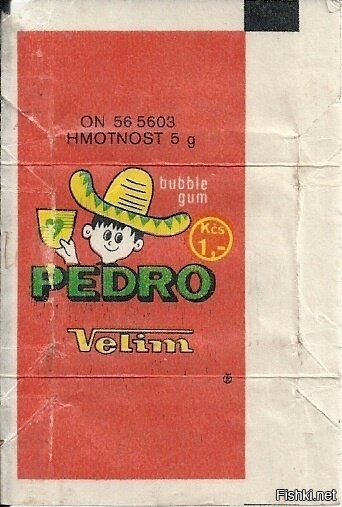 ON 56 5603
HMOTNOST 5 g
bubble
gum
Kčs
1,-
PEDRO
Velim
Fishki.net